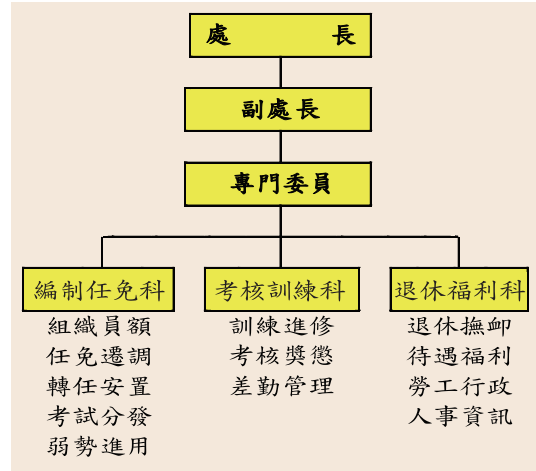 處長
副處長
專門委員
編制任免科
組織員額
任免遷調
轉任安置
考試分發
弱勢進用
考核訓練科
訓練進修
考核獎懲
差勤管理
退休福利科
退休撫卹
待遇福利
勞工行政
人事資訊